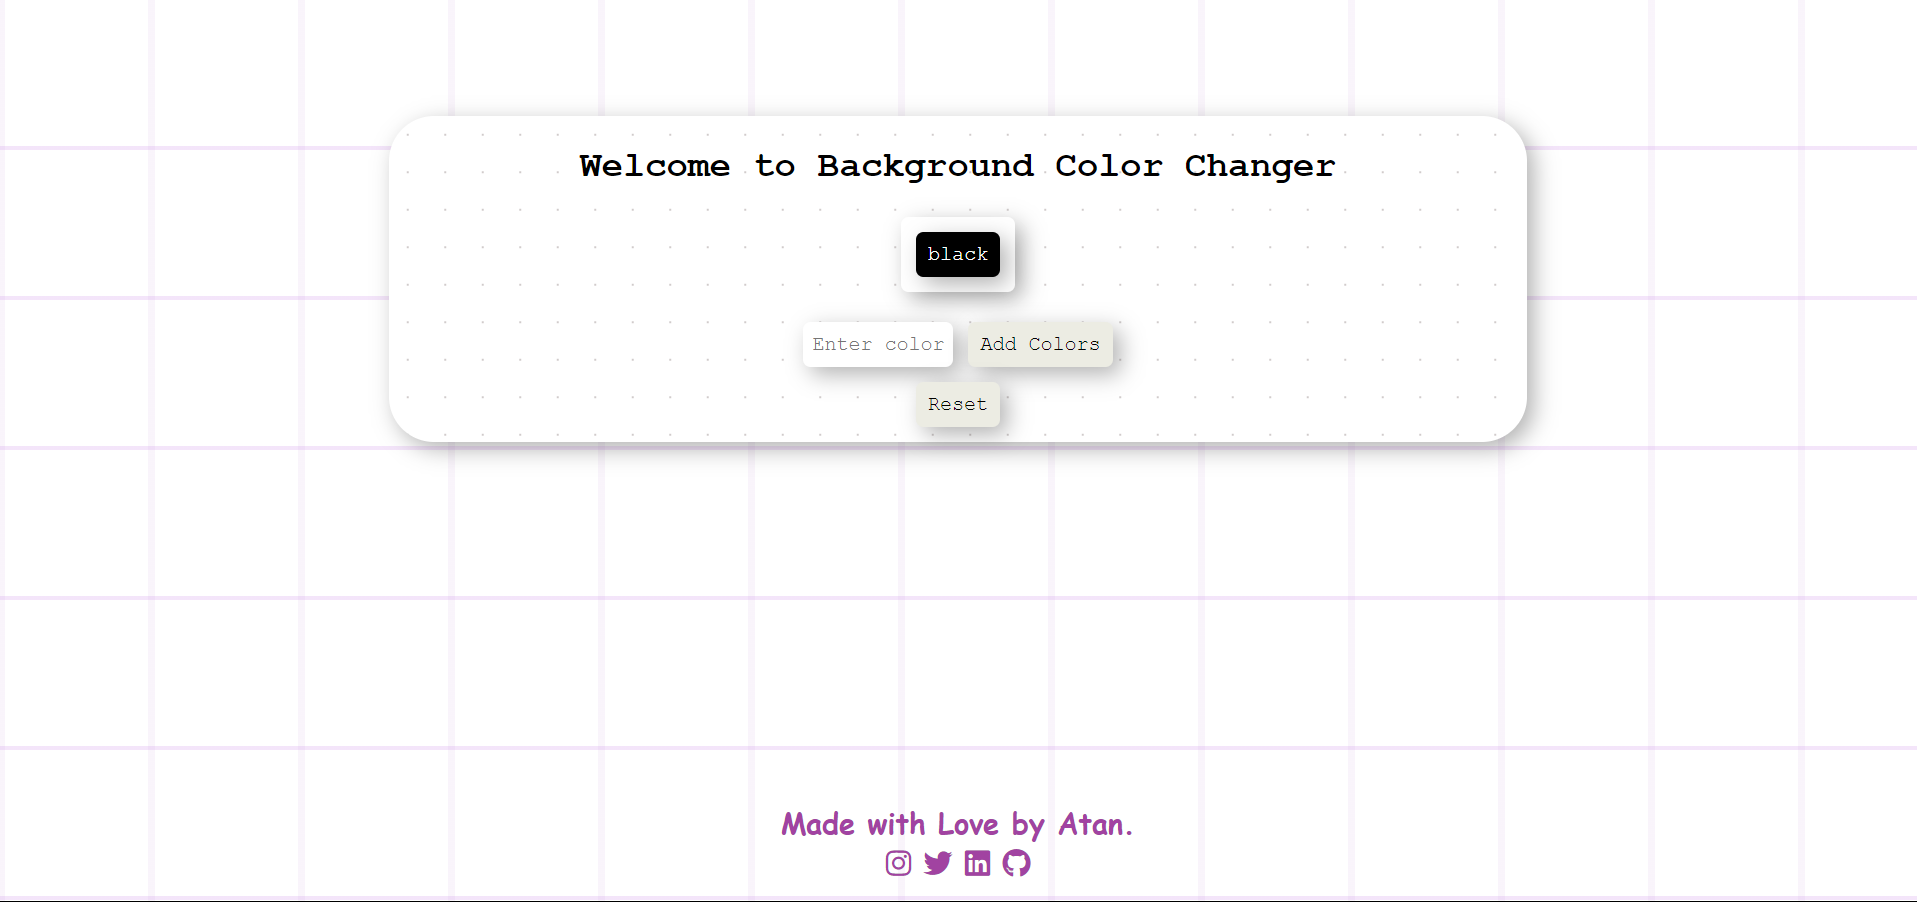 Welcome to Background Color Changer
black
Enter color
Add Colors
Reset
Made with Love by Atan.